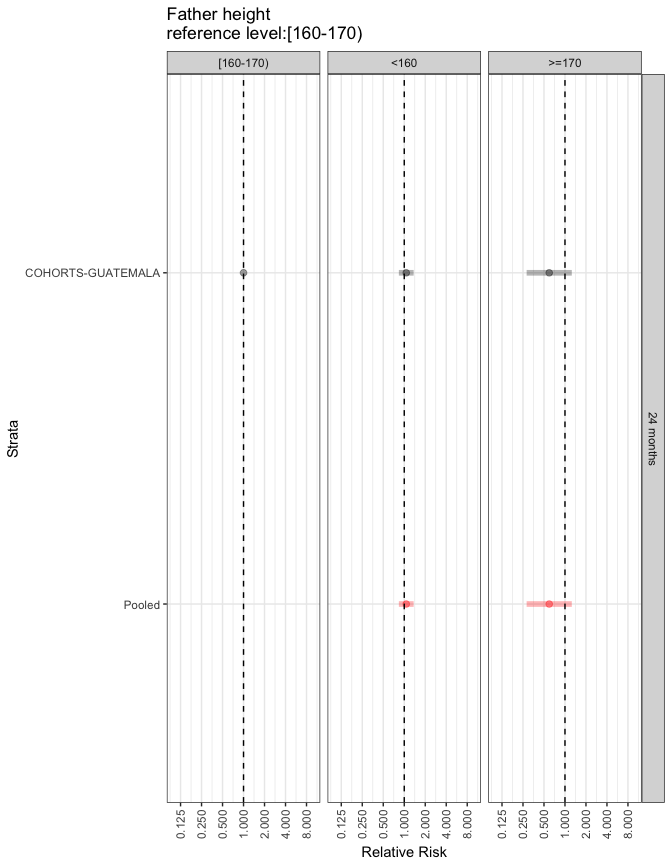 Father height
reference level:[160-170)
[160-170)
<160
>=170
COHORTS-GUATEMALA
Pooled
Strata
24 months
0.125 0.250 0.500 1.000 2.000 4.000 8.000
0.125 0.250 0.500 1.000 2.000 4.000 8.000
0.125 0.250 0.500 1.000 2.000 4.000 8.000
Relative Risk